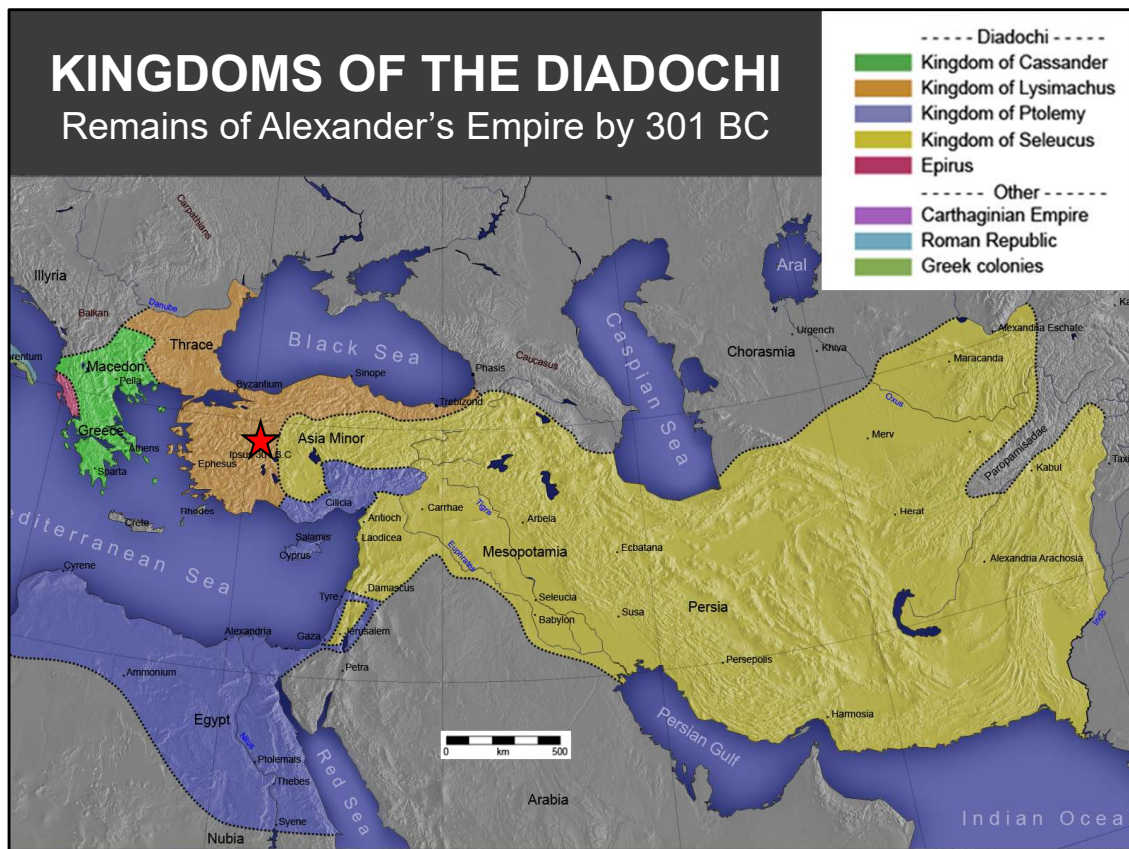 KINGDOMS OF THE DIADOCHI
Remains of Alexander's Empire by 301 BC
----- Diadochi -----
Kingdom of Cassander
Kingdom of Lysimachus
Kingdom of Ptolemy
Kingdom of Seleucus
Epirus
----- Other -----
Carthaginian Empire
Roman Republic
Greek colonies
Carpathians
Illyria
Aral
Danube
Balkan
Black Sea
Caspian Sea
Urgench
Khiva
Chorasmia
Alexandria Eschate
Maracanda
Thrace
Caucasus
Macedon
Pella
Byzantium
Sinope
Phasis
Trebizond
Oxus
Merv
Paropamisadae
Kabul
Greece
Athens
Asia Minor
Ephesus
Sparta
Rhodes
Crete
Cilicia
Antioch
Carrhae
Tigris
Arbela
Herat
Salamis
Cyprus
Laodicea
Mesopotamia
Ecbatana
Alexandria Arachosia
Euphrates
Sea
Cyrene
Damascus
Tyre
Seleucia
Babylon
Susa
Persia
Indo
Alexandria
Gaza
Jerusalem
Petra
Persepolis
Ammonium
Egypt
Nilus
Harmosia
Persian Gulf
0 km 500
Ptolemais
Thebes
Red Sea
Arabia
Syene
Nubia
Indian Ocea